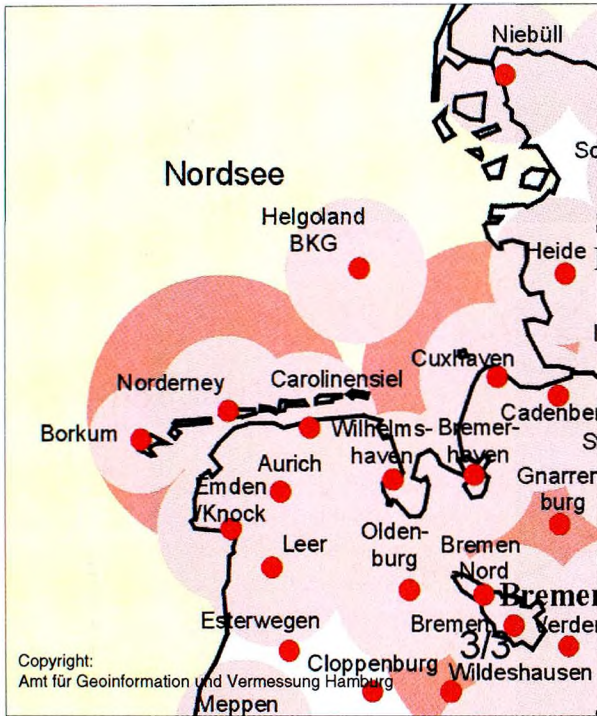 Niebüll
Nordsee
Helgoland
BKG
Heide
Cuxhaven
Norderney
Carolinensiel
Cadenber
Borkum
Wilhelms-
haven
Bremer-
haven
Aurich
Emden
/Knock
Gnarren
burg
Leer
Olden-
burg
Bremen
Nord
Bremen
Esterwegen
Bremen
3/3
Verden
Cloppenburg
Wildeshausen
Copyright:
Amt für Geoinformation und Vermessung Hamburg
Meppen